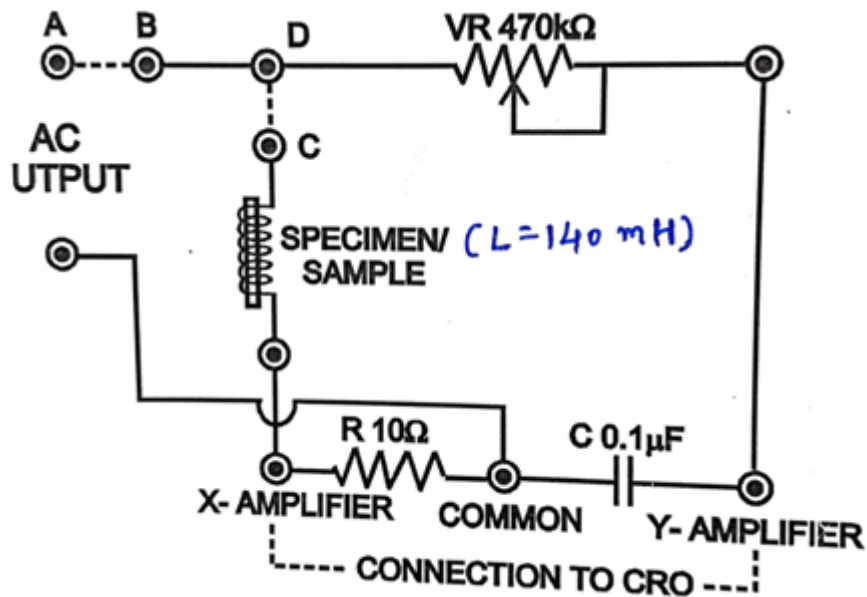 A B D VR 470kΩ
AC
UTPUT
C
SPECIMEN/ (L=140 mH)
SAMPLE
R 10Ω
C 0.1μF
X- AMPLIFIER COMMON Y- AMPLIFIER
CONNECTION TO CRO